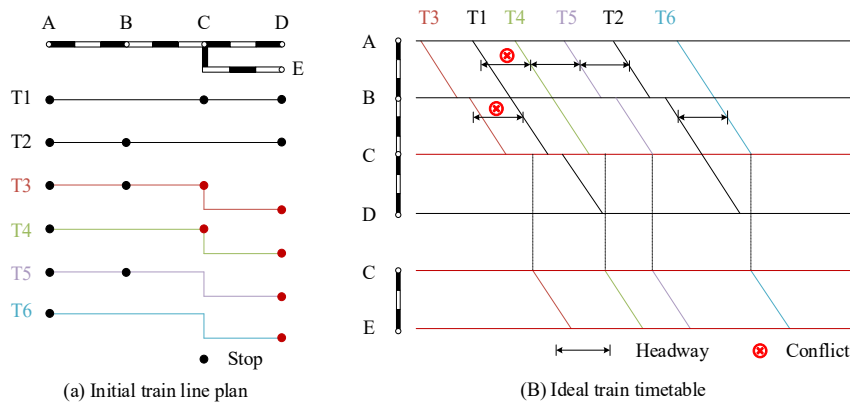 A B C D
E
T1
T2
T3
T4
T5
T6
Stop
(a) Initial train line plan
T3 T1 T4 T5 T2 T6
A
B
C
D
C
E
Headway Conflict
(B) Ideal train timetable